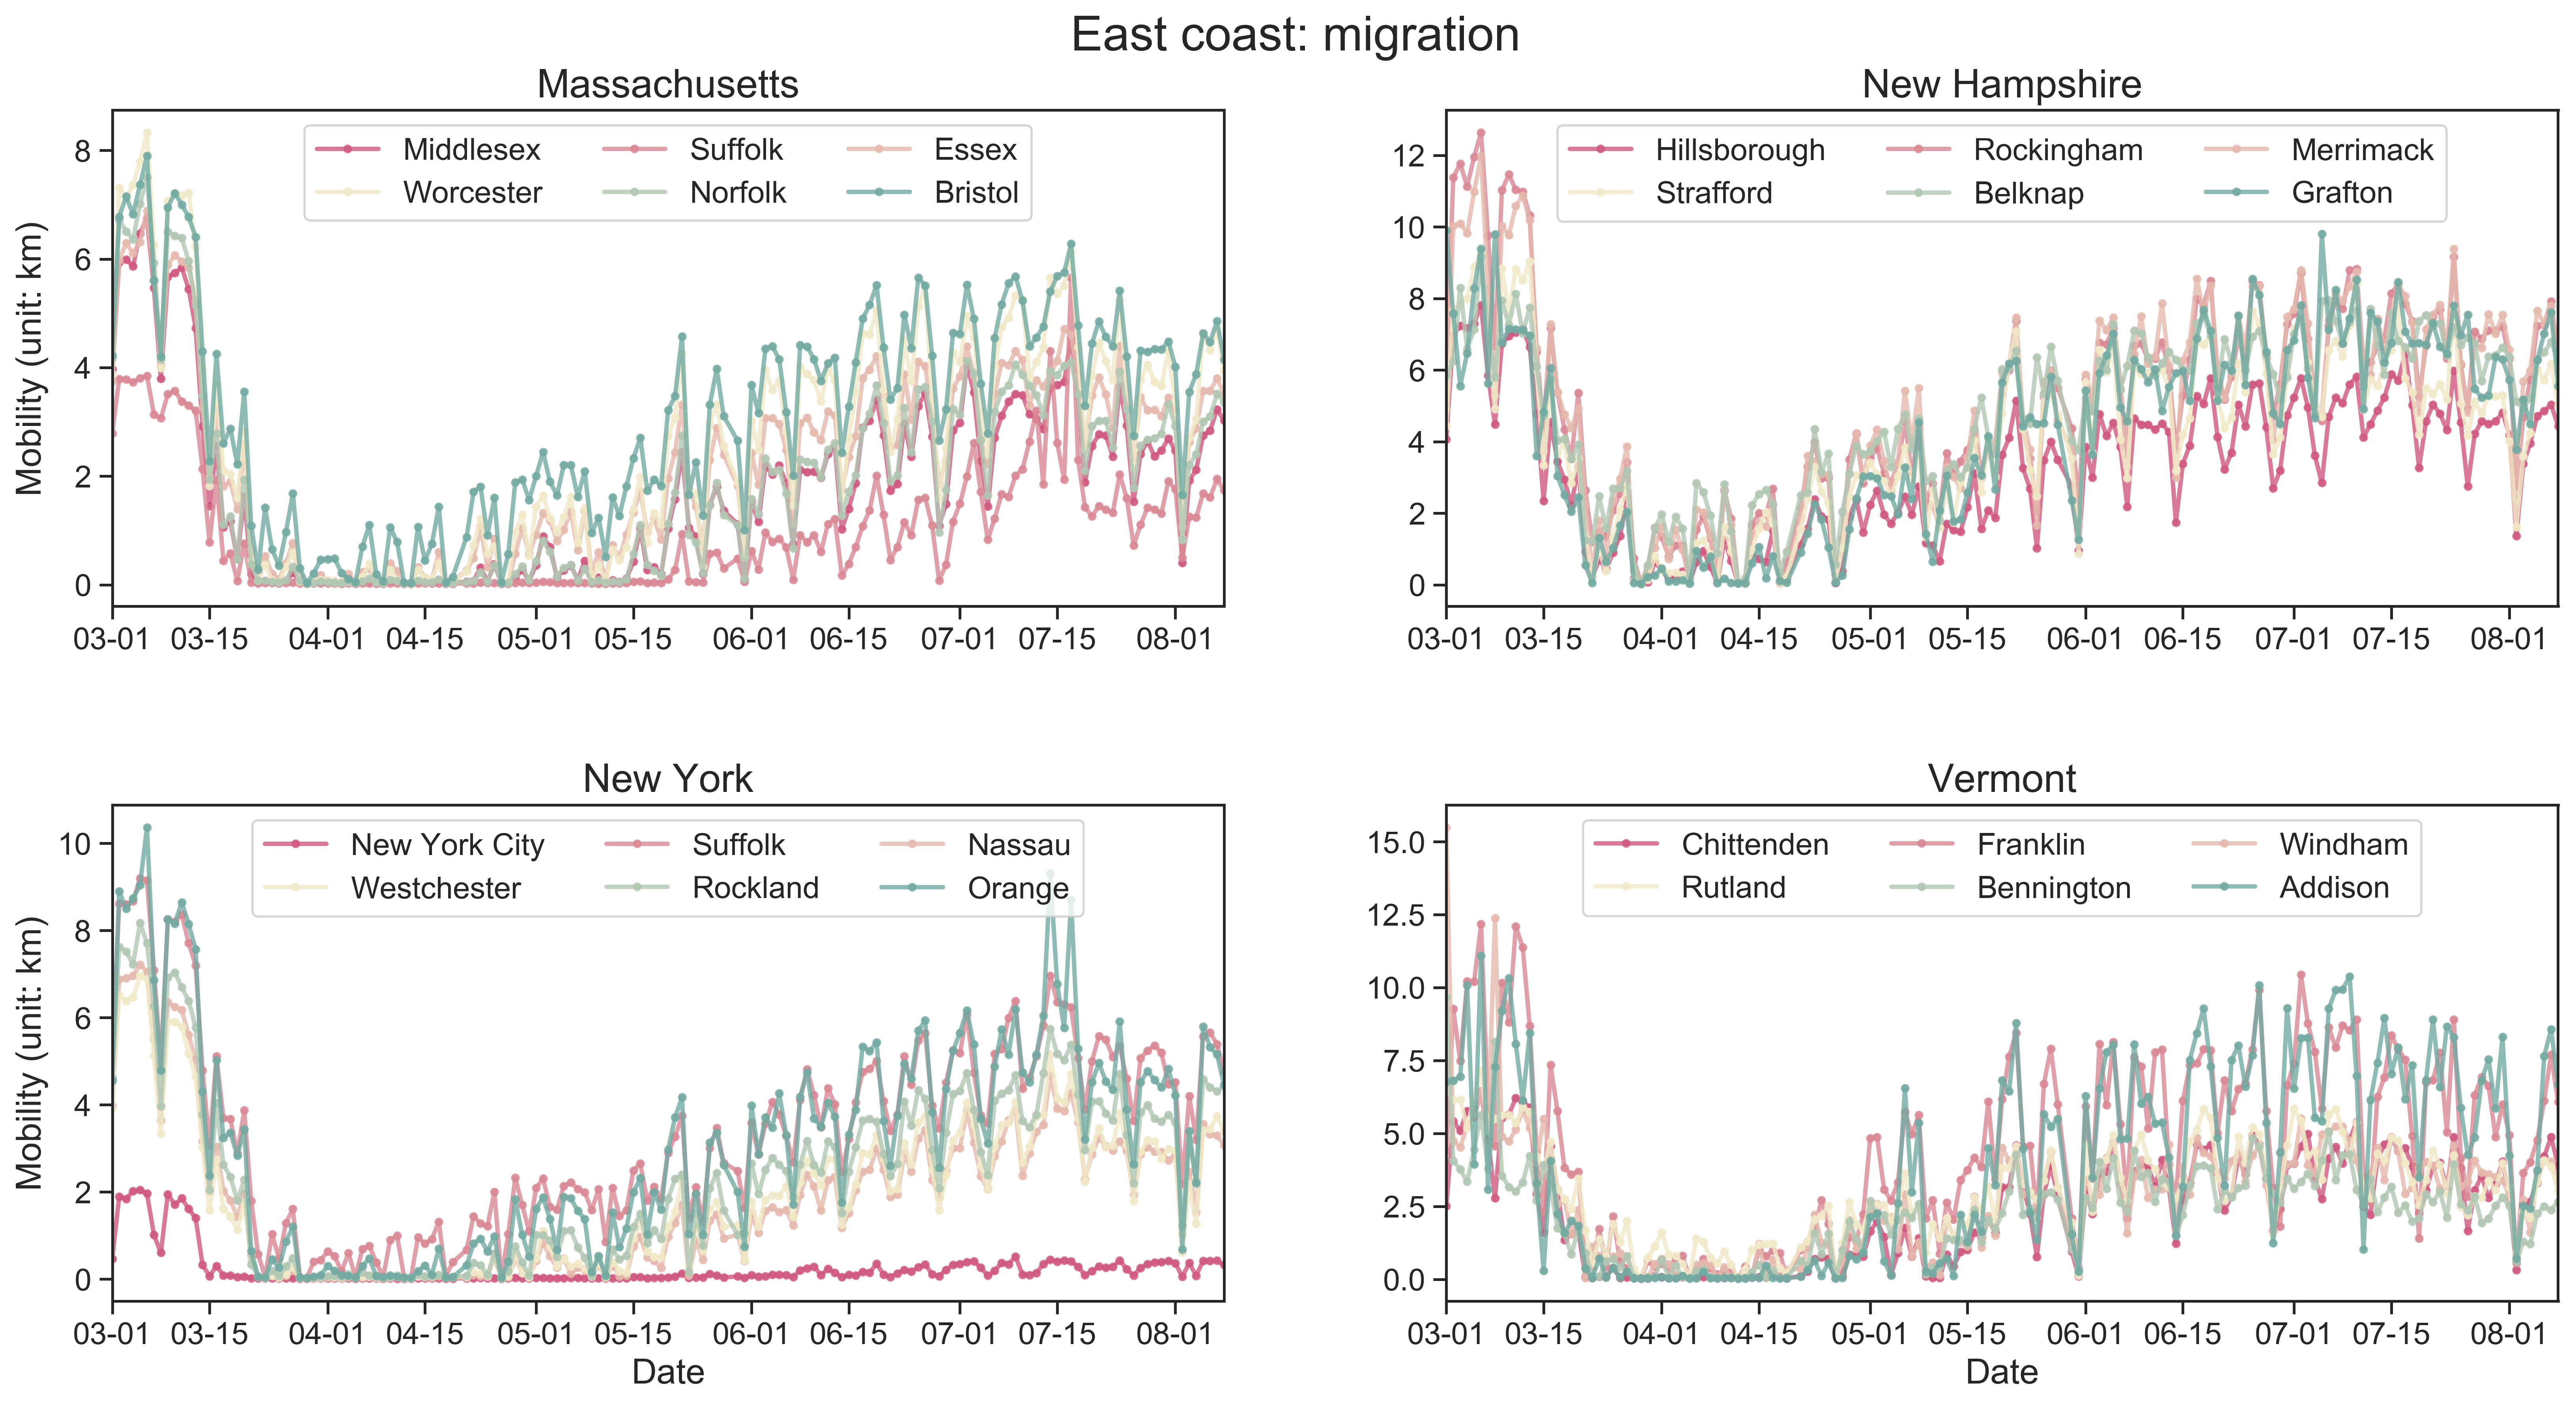 East coast: migration
Massachusetts
Mobility (unit: km)
8
6
4
2
0
Middlesex Suffolk Essex
Worcester Norfolk Bristol
03-01 03-15 04-01 04-15 05-01 05-15 06-01 06-15 07-01 07-15 08-01
New Hampshire
12
10
8
6
4
2
0
Hillsborough Rockingham Merrimack
Strafford Belknap Grafton
03-01 03-15 04-01 04-15 05-01 05-15 06-01 06-15 07-01 07-15 08-01
New York
Mobility (unit: km)
10
8
6
4
2
0
New York City Suffolk Nassau
Westchester Rockland Orange
03-01 03-15 04-01 04-15 05-01 05-15 06-01 06-15 07-01 07-15 08-01
Date
Vermont
15.0
12.5
10.0
7.5
5.0
2.5
0.0
Chittenden Franklin Windham
Rutland Bennington Addison
03-01 03-15 04-01 04-15 05-01 05-15 06-01 06-15 07-01 07-15 08-01
Date